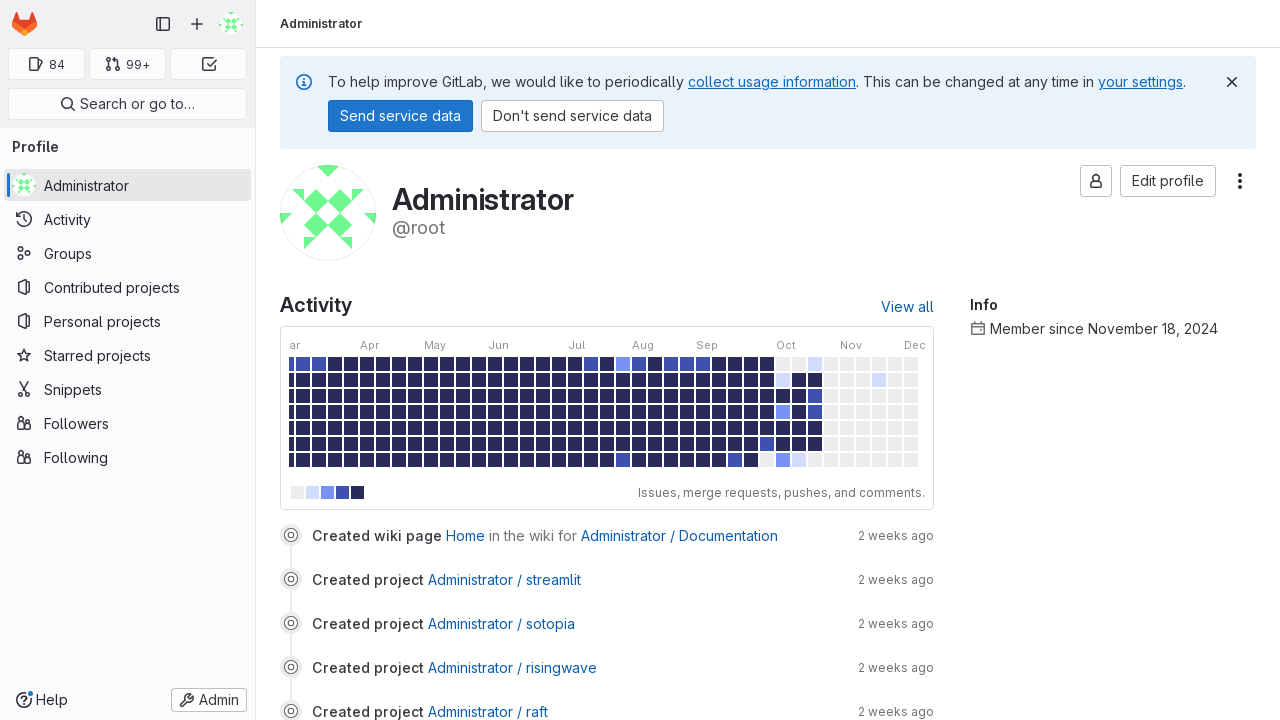 84
99+
Search or go to…
Profile
Administrator
Activity
Groups
Contributed projects
Personal projects
Starred projects
Snippets
Followers
Following
Help
Admin
Administrator
To help improve GitLab, we would like to periodically collect usage information. This can be changed at any time in your settings.
Send service data
Don't send service data
Administrator
@root
Edit profile
Activity
View all
ar Apr May Jun Jul Aug Sep Oct Nov Dec
Issues, merge requests, pushes, and comments.
Created wiki page Home in the wiki for Administrator / Documentation 2 weeks ago
Created project Administrator / streamlit 2 weeks ago
Created project Administrator / sotopia 2 weeks ago
Created project Administrator / risingwave 2 weeks ago
Created project Administrator / raft 2 weeks ago
Info
Member since November 18, 2024